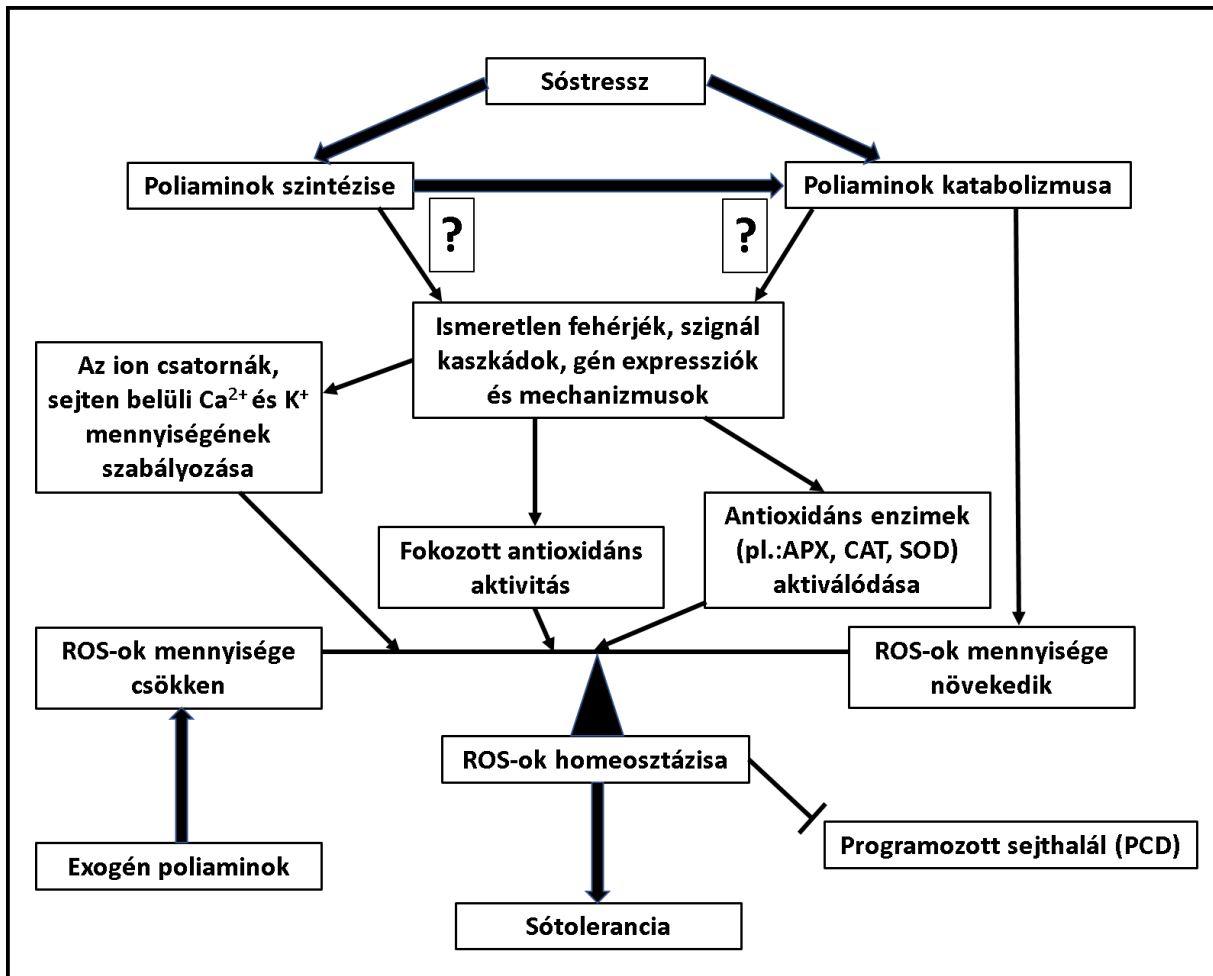 Sóstressz
Poliaminok szintézise
Poliaminok katabolizmusa
?
?
Ismeretlen fehérjék, szignál
kaszkádok, gén expressziók
és mechanizmusok
Az ion csatornák,
sejten belüli Ca²⁺ és K⁺
mennyiségének
szabályozása
Fokozott antioxidáns
aktivitás
Antioxidáns enzimek
(pl.:APX, CAT, SOD)
aktiválódása
ROS-ok mennyisége
csökken
ROS-ok mennyisége
növekedik
ROS-ok homeosztázisa
Exogén poliaminok
Programozott sejthalál (PCD)
Sótolerancia